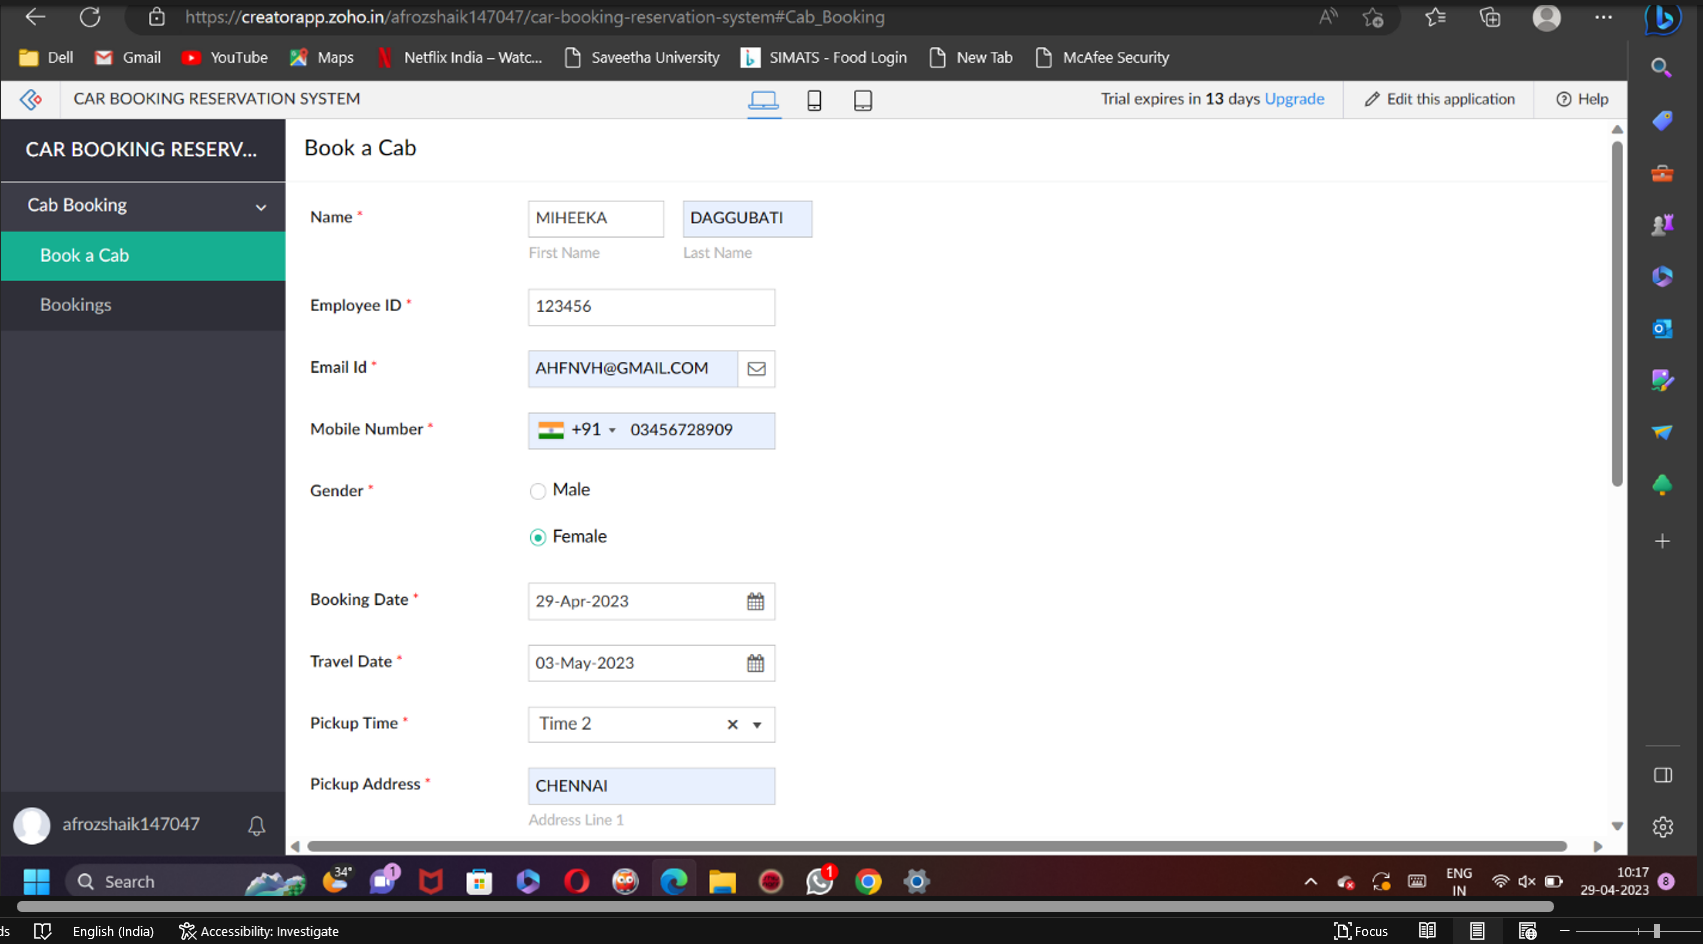 https://creatorapp.zoho.in/afrozshaik147047/car-booking-reservation-system#Cab_Booking
Dell Gmail YouTube Maps Netflix India – Watc... Saveetha University SIMATS - Food Login New Tab McAfee Security
CAR BOOKING RESERVATION SYSTEM Trial expires in 13 days Upgrade Edit this application Help
CAR BOOKING RESERV...
Cab Booking
Book a Cab
Bookings
afrozshaik147047
Book a Cab
Name * MIHEEKA DAGGUBATI
First Name Last Name
Employee ID * 123456
Email Id * AHFNVH@GMAIL.COM
Mobile Number * +91 03456728909
Gender * Male
Female
Booking Date * 29-Apr-2023
Travel Date * 03-May-2023
Pickup Time * Time 2
Pickup Address * CHENNAI
Address Line 1
Search 34° 1 1 ENG 10:17
IN 29-04-2023 8
ds English (India) Accessibility: Investigate Focus